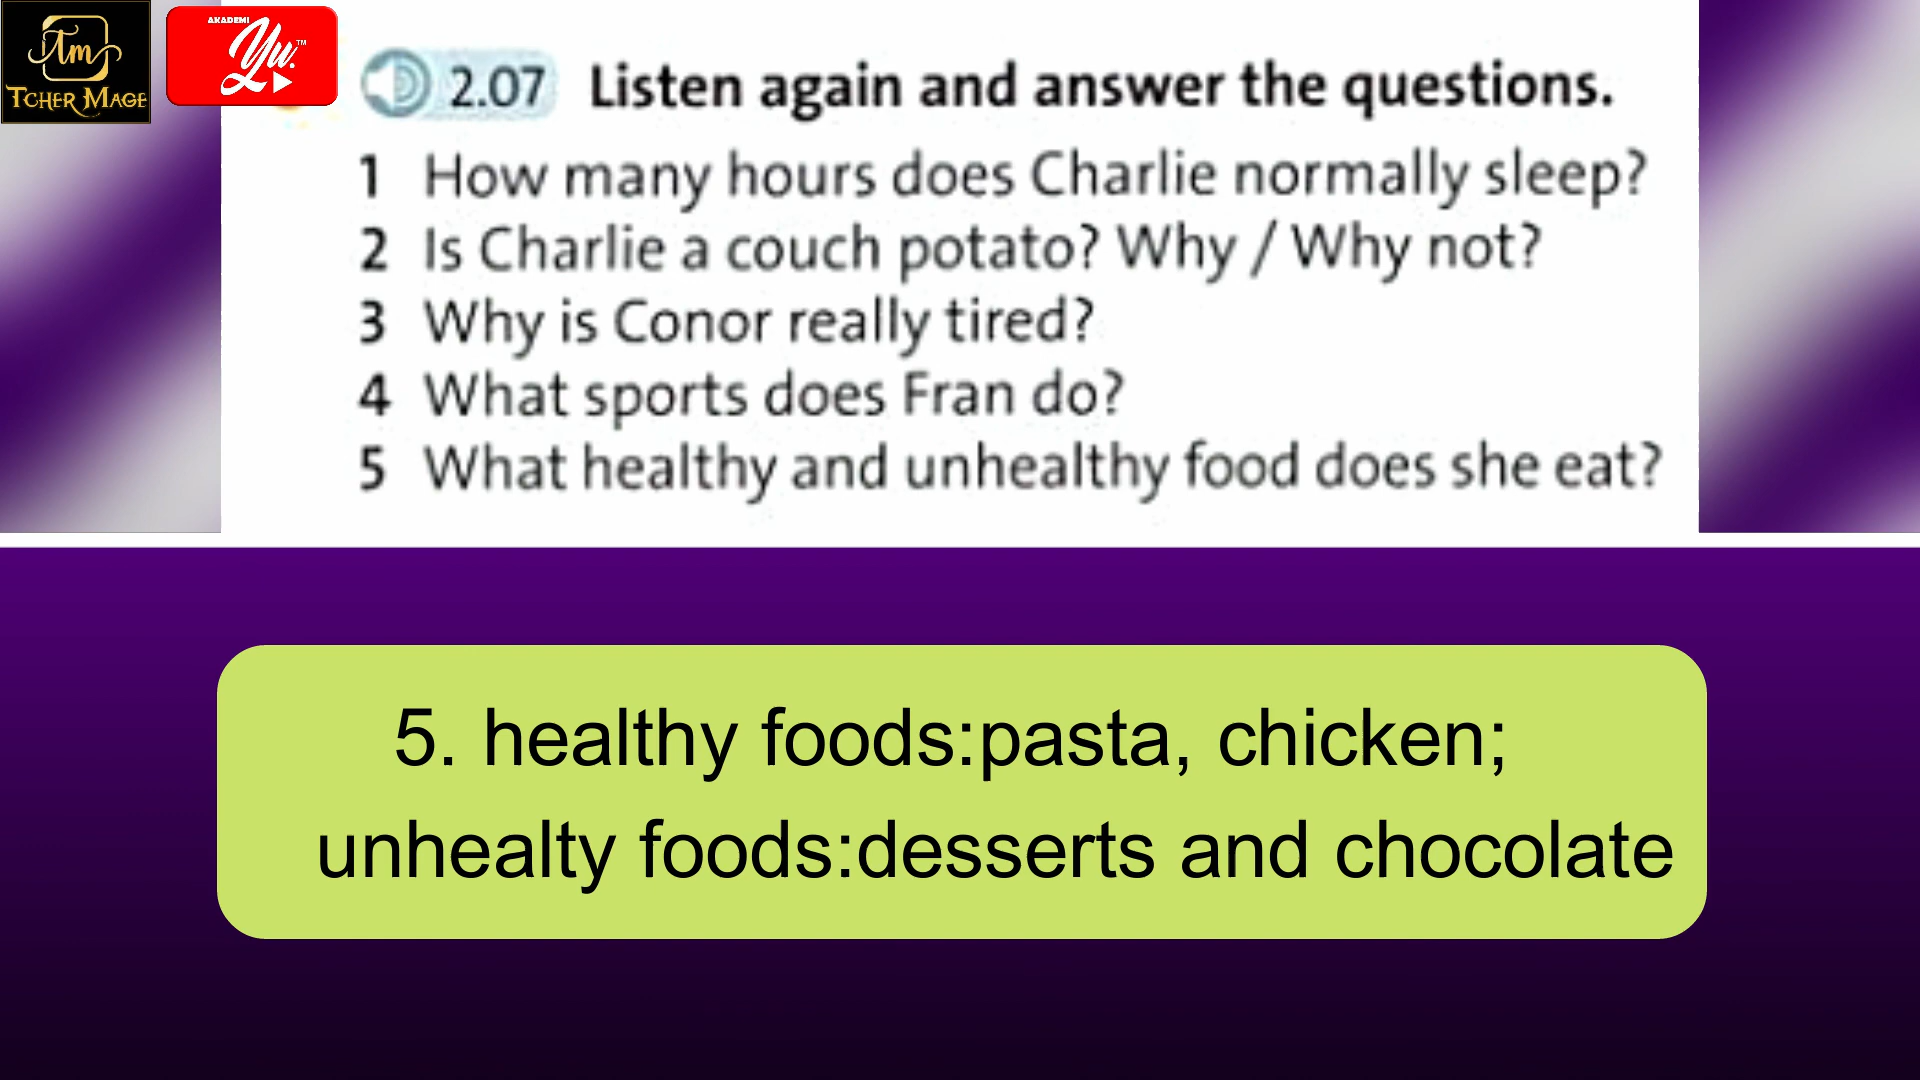 Tm
TCHER MAGE
AKADEMİ
Yu. TM
2.07 Listen again and answer the questions.
1 How many hours does Charlie normally sleep?
2 Is Charlie a couch potato? Why / Why not?
3 Why is Conor really tired?
4 What sports does Fran do?
5 What healthy and unhealthy food does she eat?
5. healthy foods:pasta, chicken;
unhealty foods:desserts and chocolate